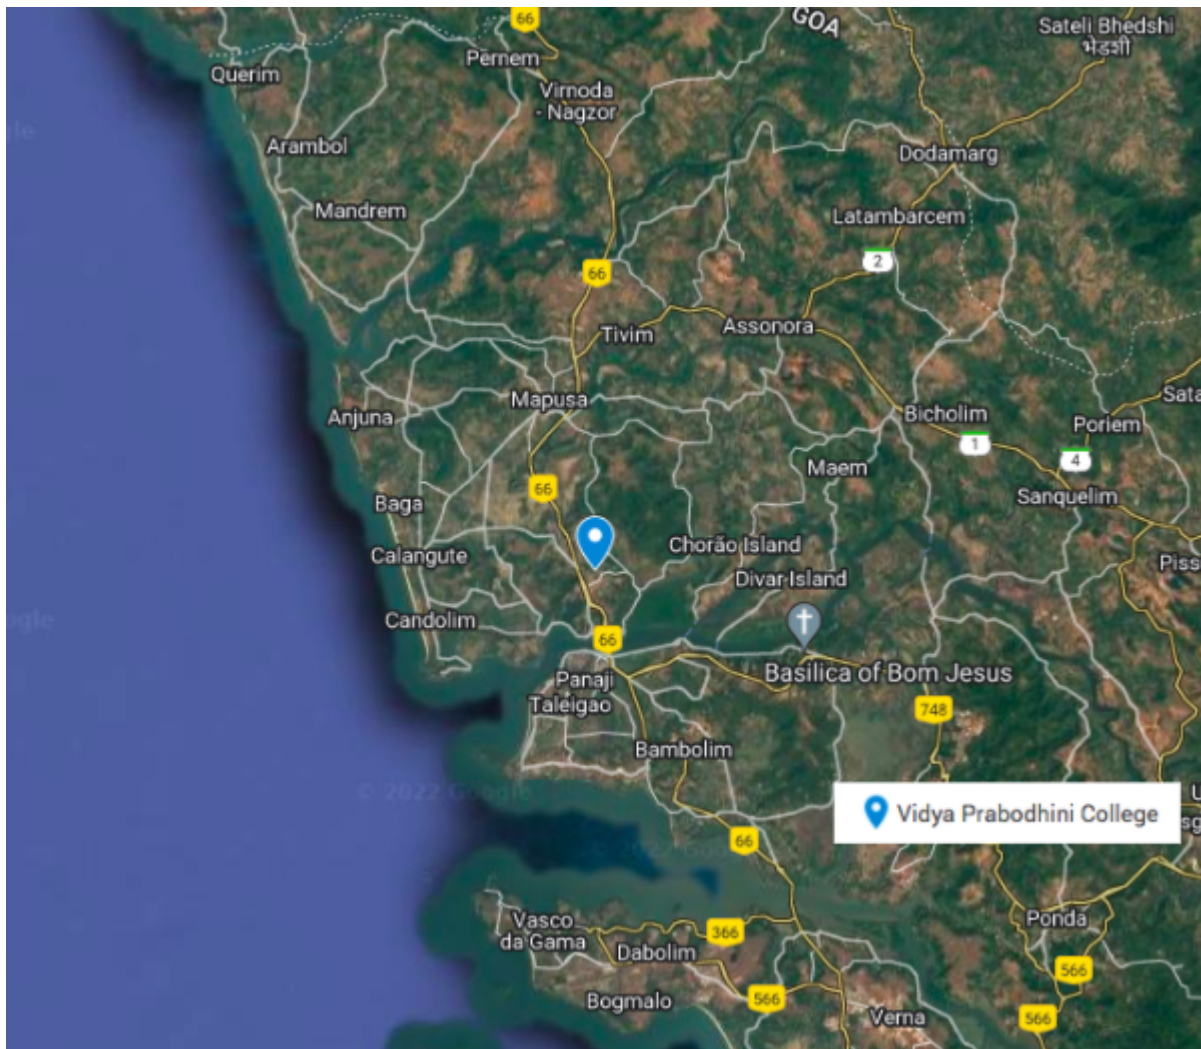 66
GOA
Sateli Bhedshi
भेडशी
Pernem
Querim
Virnoda
- Nagzor
Arambol
Dodamarg
Mandrem
Latambarcem
2
66
Tivim
Assonora
Mapusa
Anjuna
Bicholim
Poriem
1
4
Maem
66
Sanquelim
Baga
Calangute
Chorão Island
Divar Island
Candolim
66
Basilica of Bom Jesus
Panaji
Taleigao
748
Bambolim
© 2022 Google
Vidya Prabodhini College
66
Vasco
da Gama
366
Dabolim
Ponda
566
Bogmalo
566
Verna
566